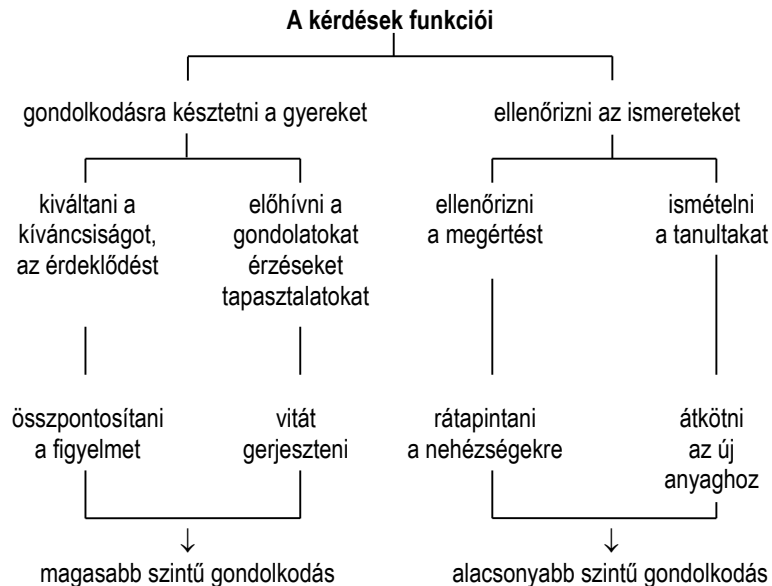 A kérdések funkciói
gondolkodásra késztetni a gyereket
ellenőrizni az ismereteket
kiváltani a
kíváncsiságot,
az érdeklődést
előhívni a
gondolatokat
érzéseket
tapasztalatokat
ellenőrizni
a megértést
ismételni
a tanultakat
összpontosítani
a figyelmet
vitát
gerjeszteni
rátapintani
a nehézségekre
átkötni
az új
anyaghoz
magasabb szintű gondolkodás
alacsonyabb szintű gondolkodás